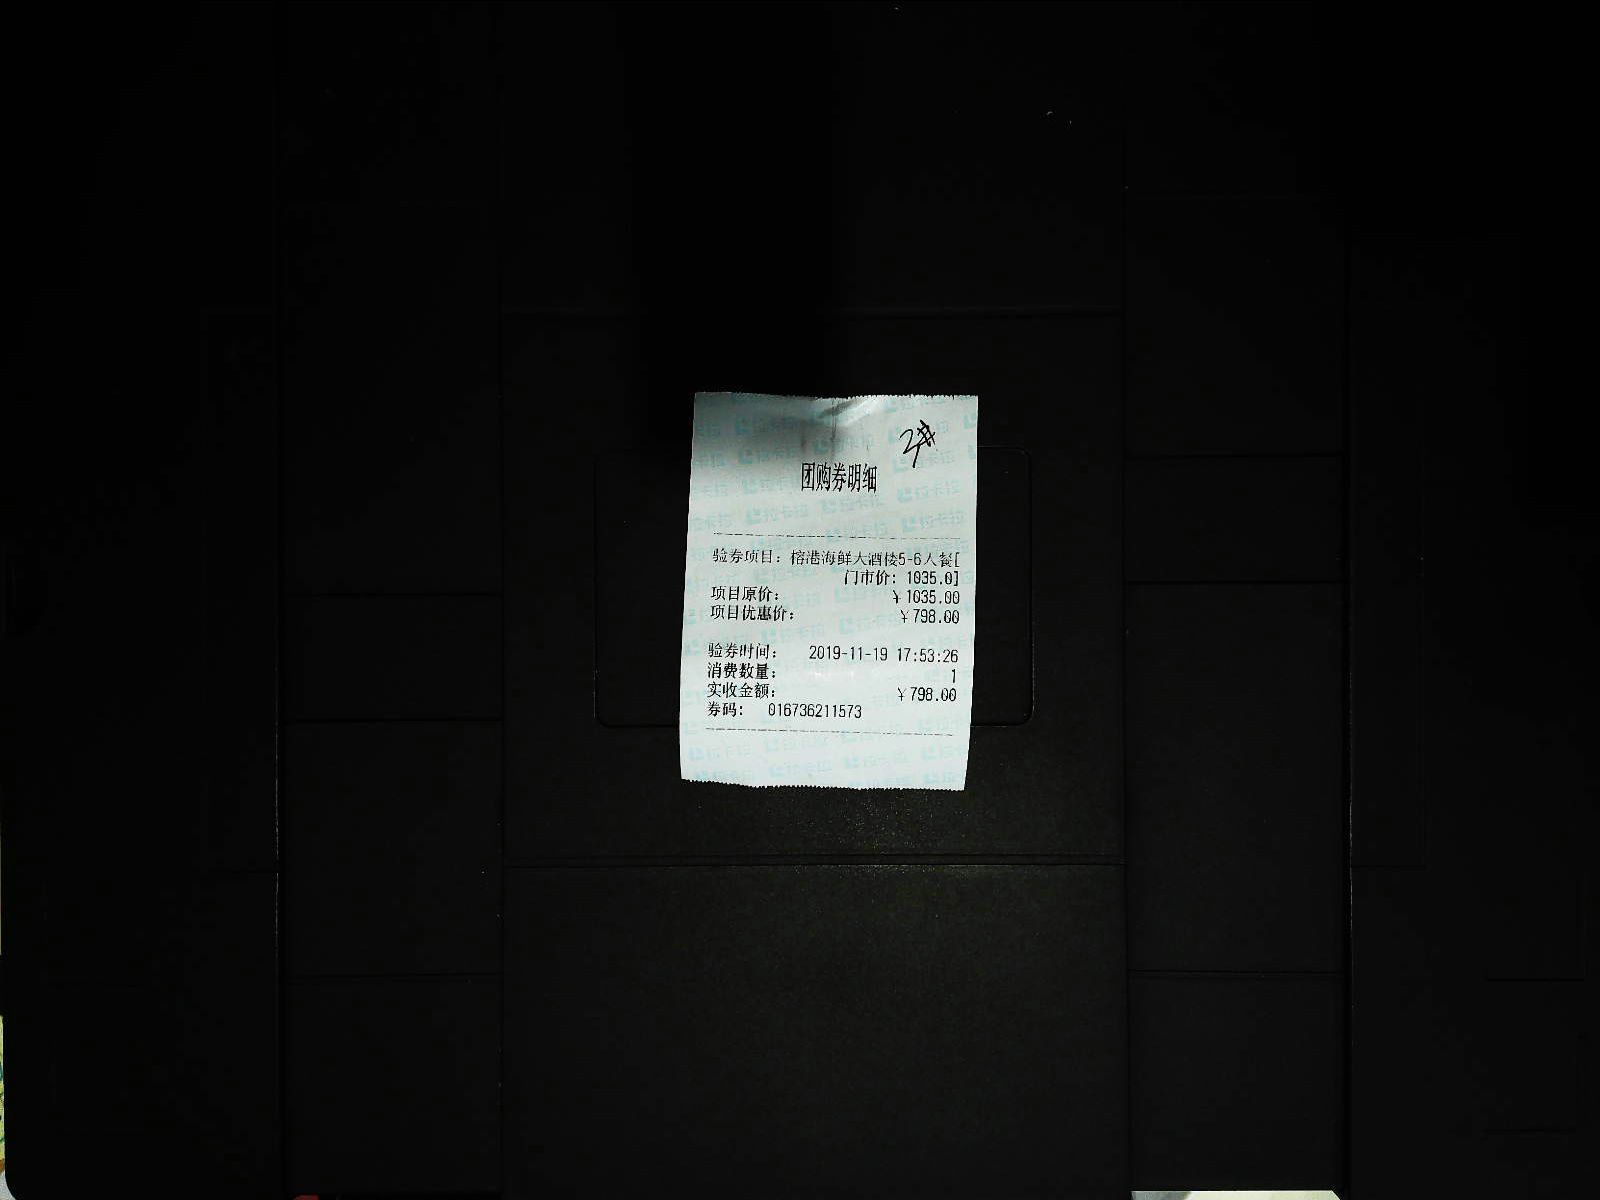 2#
团购券明细
验券项目：榕港海鲜大酒楼5-6人餐[
门市价：1035.0]
项目原价： ￥1035.00
项目优惠价： ￥798.00
验券时间： 2019-11-19 17:53:26
消费数量： 1
实收金额： ￥798.00
券码： 016736211573
拉卡拉